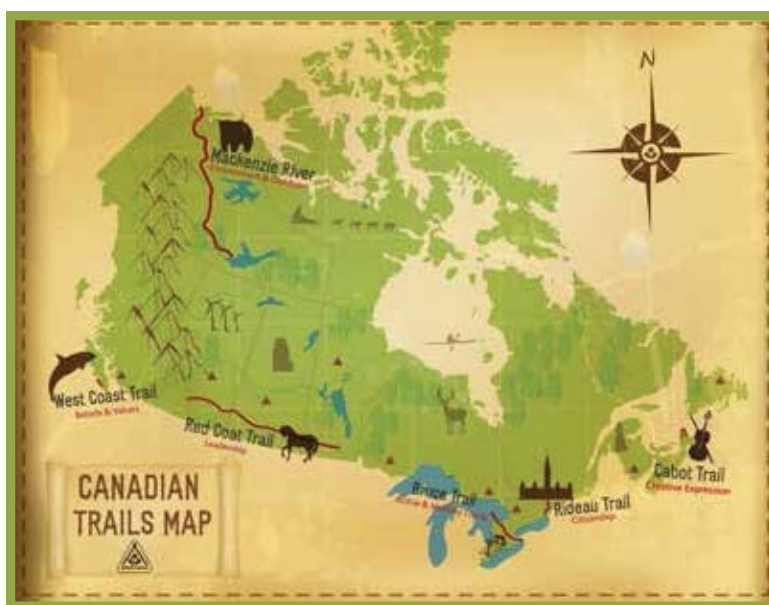 N
Mackenzie River
West Coast Trail
Beliefs & Values
Red Coat Trail
Leadership
Bruce Trail
Rideau Trail
Citizenship
Cabot Trail
Creative Expression
CANADIAN
TRAILS MAP